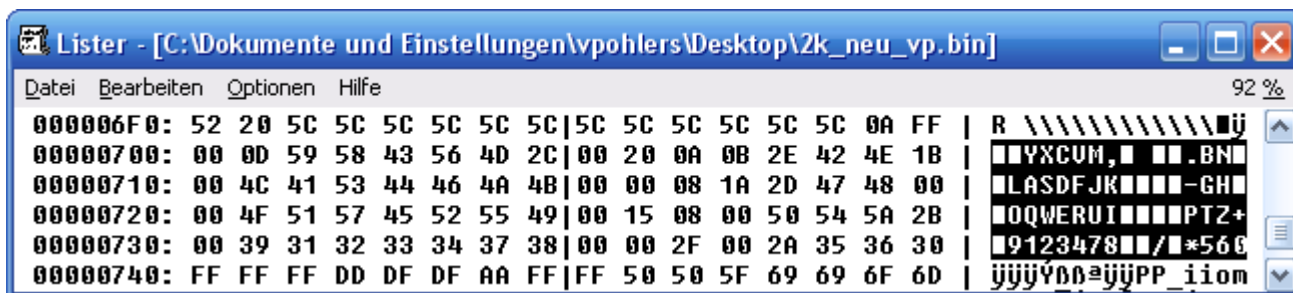 Lister - [C:\Dokumente und Einstellungen\vpohlers\Desktop\2k_neu_vp.bin]
Datei Bearbeiten Optionen Hilfe 92 %
000006F0: 52 20 5C 5C 5C 5C 5C 5C|5C 5C 5C 5C 5C 5C 0A FF | R \\\\\\\\\\\\■ÿ
00000700: 00 0D 59 58 43 56 4D 2C|00 20 0A 0B 2E 42 4E 1B | ■■YXCVM,■ ■■.BN■
00000710: 00 4C 41 53 44 46 4A 4B|00 00 08 1A 2D 47 48 00 | ■LASDFJK■■■■-GH■
00000720: 00 4F 51 57 45 52 55 49|00 15 08 00 50 54 5A 2B | ■OQWERUI■■■■PTZ+
00000730: 00 39 31 32 33 34 37 38|00 00 2F 00 2A 35 36 30 | ■9123478■■/■*560
00000740: FF FF FF DD DF DF AA FF|FF 50 50 5F 69 69 6F 6D | ÿÿÿÝßßªÿÿPP_iiom